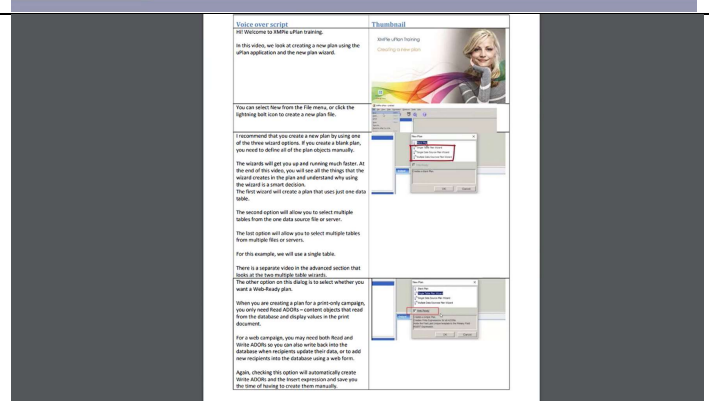 Voice over script
Thumbnail
Hi! Welcome to XMPie uPlan training.
In this video, we look at creating a new plan using the
uPlan application and the new plan wizard.
XMPie uPlan Training
Creating a new plan
You can select New from the File menu, or click the
lightning bolt icon to create a new plan file.
I recommend that you create a new plan by using one
of the three wizard options. If you create a blank plan,
you need to define all of the plan objects manually.
The wizards will get you up and running much faster. At
the end of this video, you will see all the things that the
wizard creates in the plan and understand why using
the wizard is a smart decision.
The first wizard will create a plan that uses just one data
table.
The second option will allow you to select multiple
tables from the one data source file or server.
The last option will allow you to select multiple tables
from multiple files or servers.
For this example, we will use a single table.
There is a separate video in the advanced section that
looks at the two multiple table wizards.
New Plan
The other option on this dialog is to select whether you
want a Web-Ready plan.
When you are creating a plan for a print-only campaign,
you only need Read ADORs – content objects that read
from the database and display values in the print
document.
For a web campaign, you may need both Read and
Write ADORs so you can also write back into the
database when recipients update their data, or to add
new recipients into the database using a web form.
Again, checking this option will automatically create
Write ADORs and the Insert expression and save you
the time of having to create them manually.
New Plan